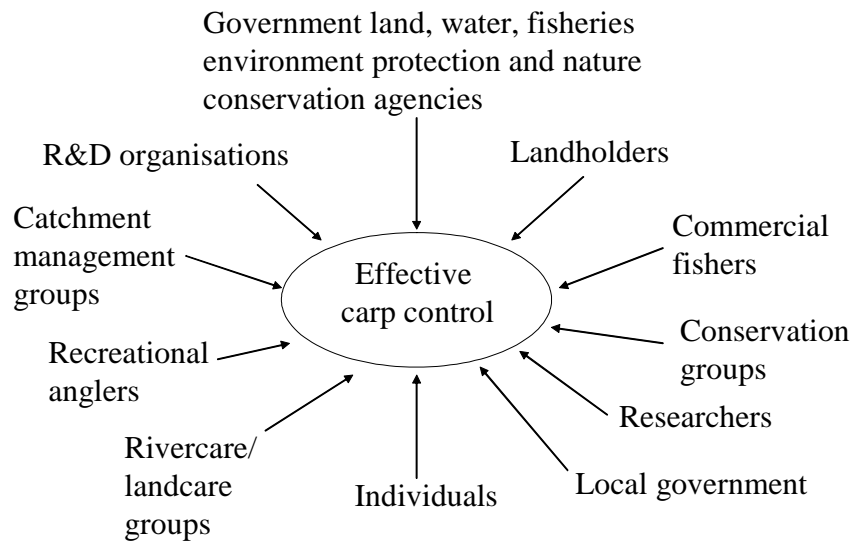 Government land, water, fisheries
environment protection and nature
conservation agencies
R&D organisations
Landholders
Catchment
management
groups
Commercial
fishers
Effective
carp control
Conservation
groups
Recreational
anglers
Researchers
Rivercare/
landcare
groups
Individuals
Local government